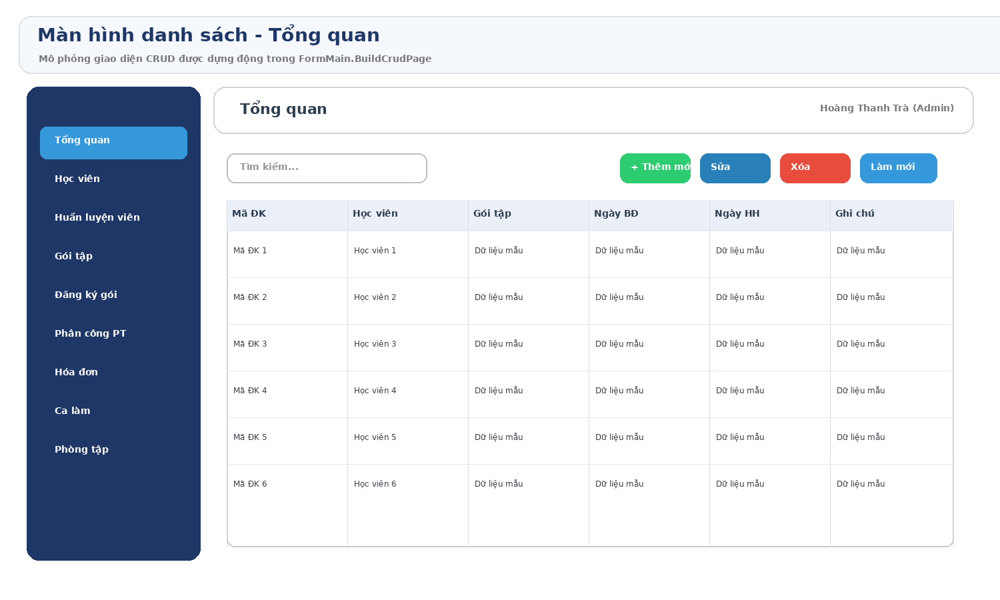 Màn hình danh sách - Tổng quan
Mô phỏng giao diện CRUD được dựng động trong FormMain.BuildCrudPage
Tổng quan
Học viên
Huấn luyện viên
Gói tập
Đăng ký gói
Phân công PT
Hóa đơn
Ca làm
Phòng tập
Tổng quan
Hoàng Thanh Trà (Admin)
Tìm kiếm...
+ Thêm mớ
Sửa
Xóa
Làm mới
Mã ĐK Học viên Gói tập Ngày BĐ Ngày HH Ghi chú
Mã ĐK 1 Học viên 1 Dữ liệu mẫu Dữ liệu mẫu Dữ liệu mẫu Dữ liệu mẫu
Mã ĐK 2 Học viên 2 Dữ liệu mẫu Dữ liệu mẫu Dữ liệu mẫu Dữ liệu mẫu
Mã ĐK 3 Học viên 3 Dữ liệu mẫu Dữ liệu mẫu Dữ liệu mẫu Dữ liệu mẫu
Mã ĐK 4 Học viên 4 Dữ liệu mẫu Dữ liệu mẫu Dữ liệu mẫu Dữ liệu mẫu
Mã ĐK 5 Học viên 5 Dữ liệu mẫu Dữ liệu mẫu Dữ liệu mẫu Dữ liệu mẫu
Mã ĐK 6 Học viên 6 Dữ liệu mẫu Dữ liệu mẫu Dữ liệu mẫu Dữ liệu mẫu